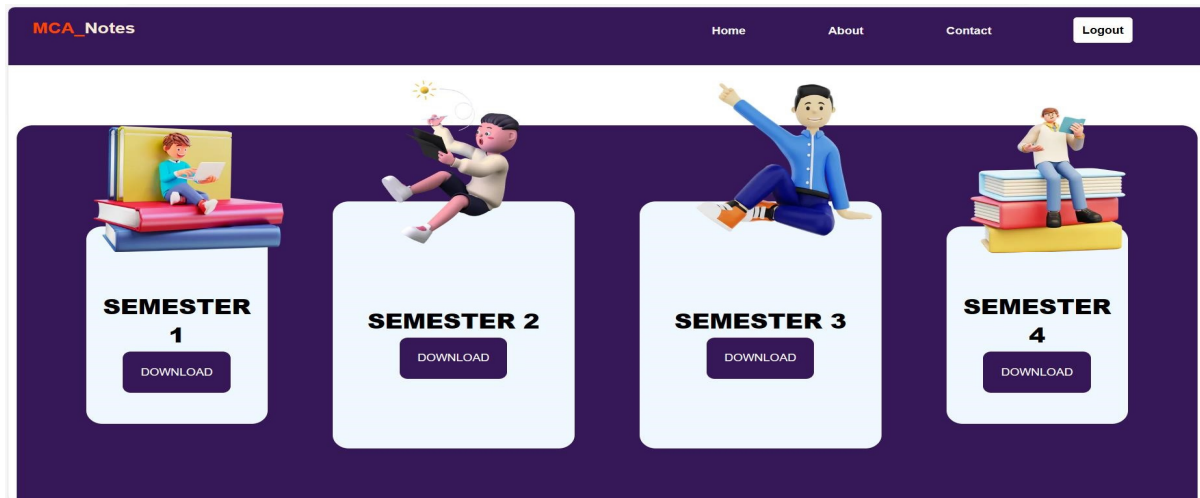 MCA_Notes
Home
About
Contact
Logout
SEMESTER
1
DOWNLOAD
SEMESTER 2
DOWNLOAD
SEMESTER 3
DOWNLOAD
SEMESTER
4
DOWNLOAD